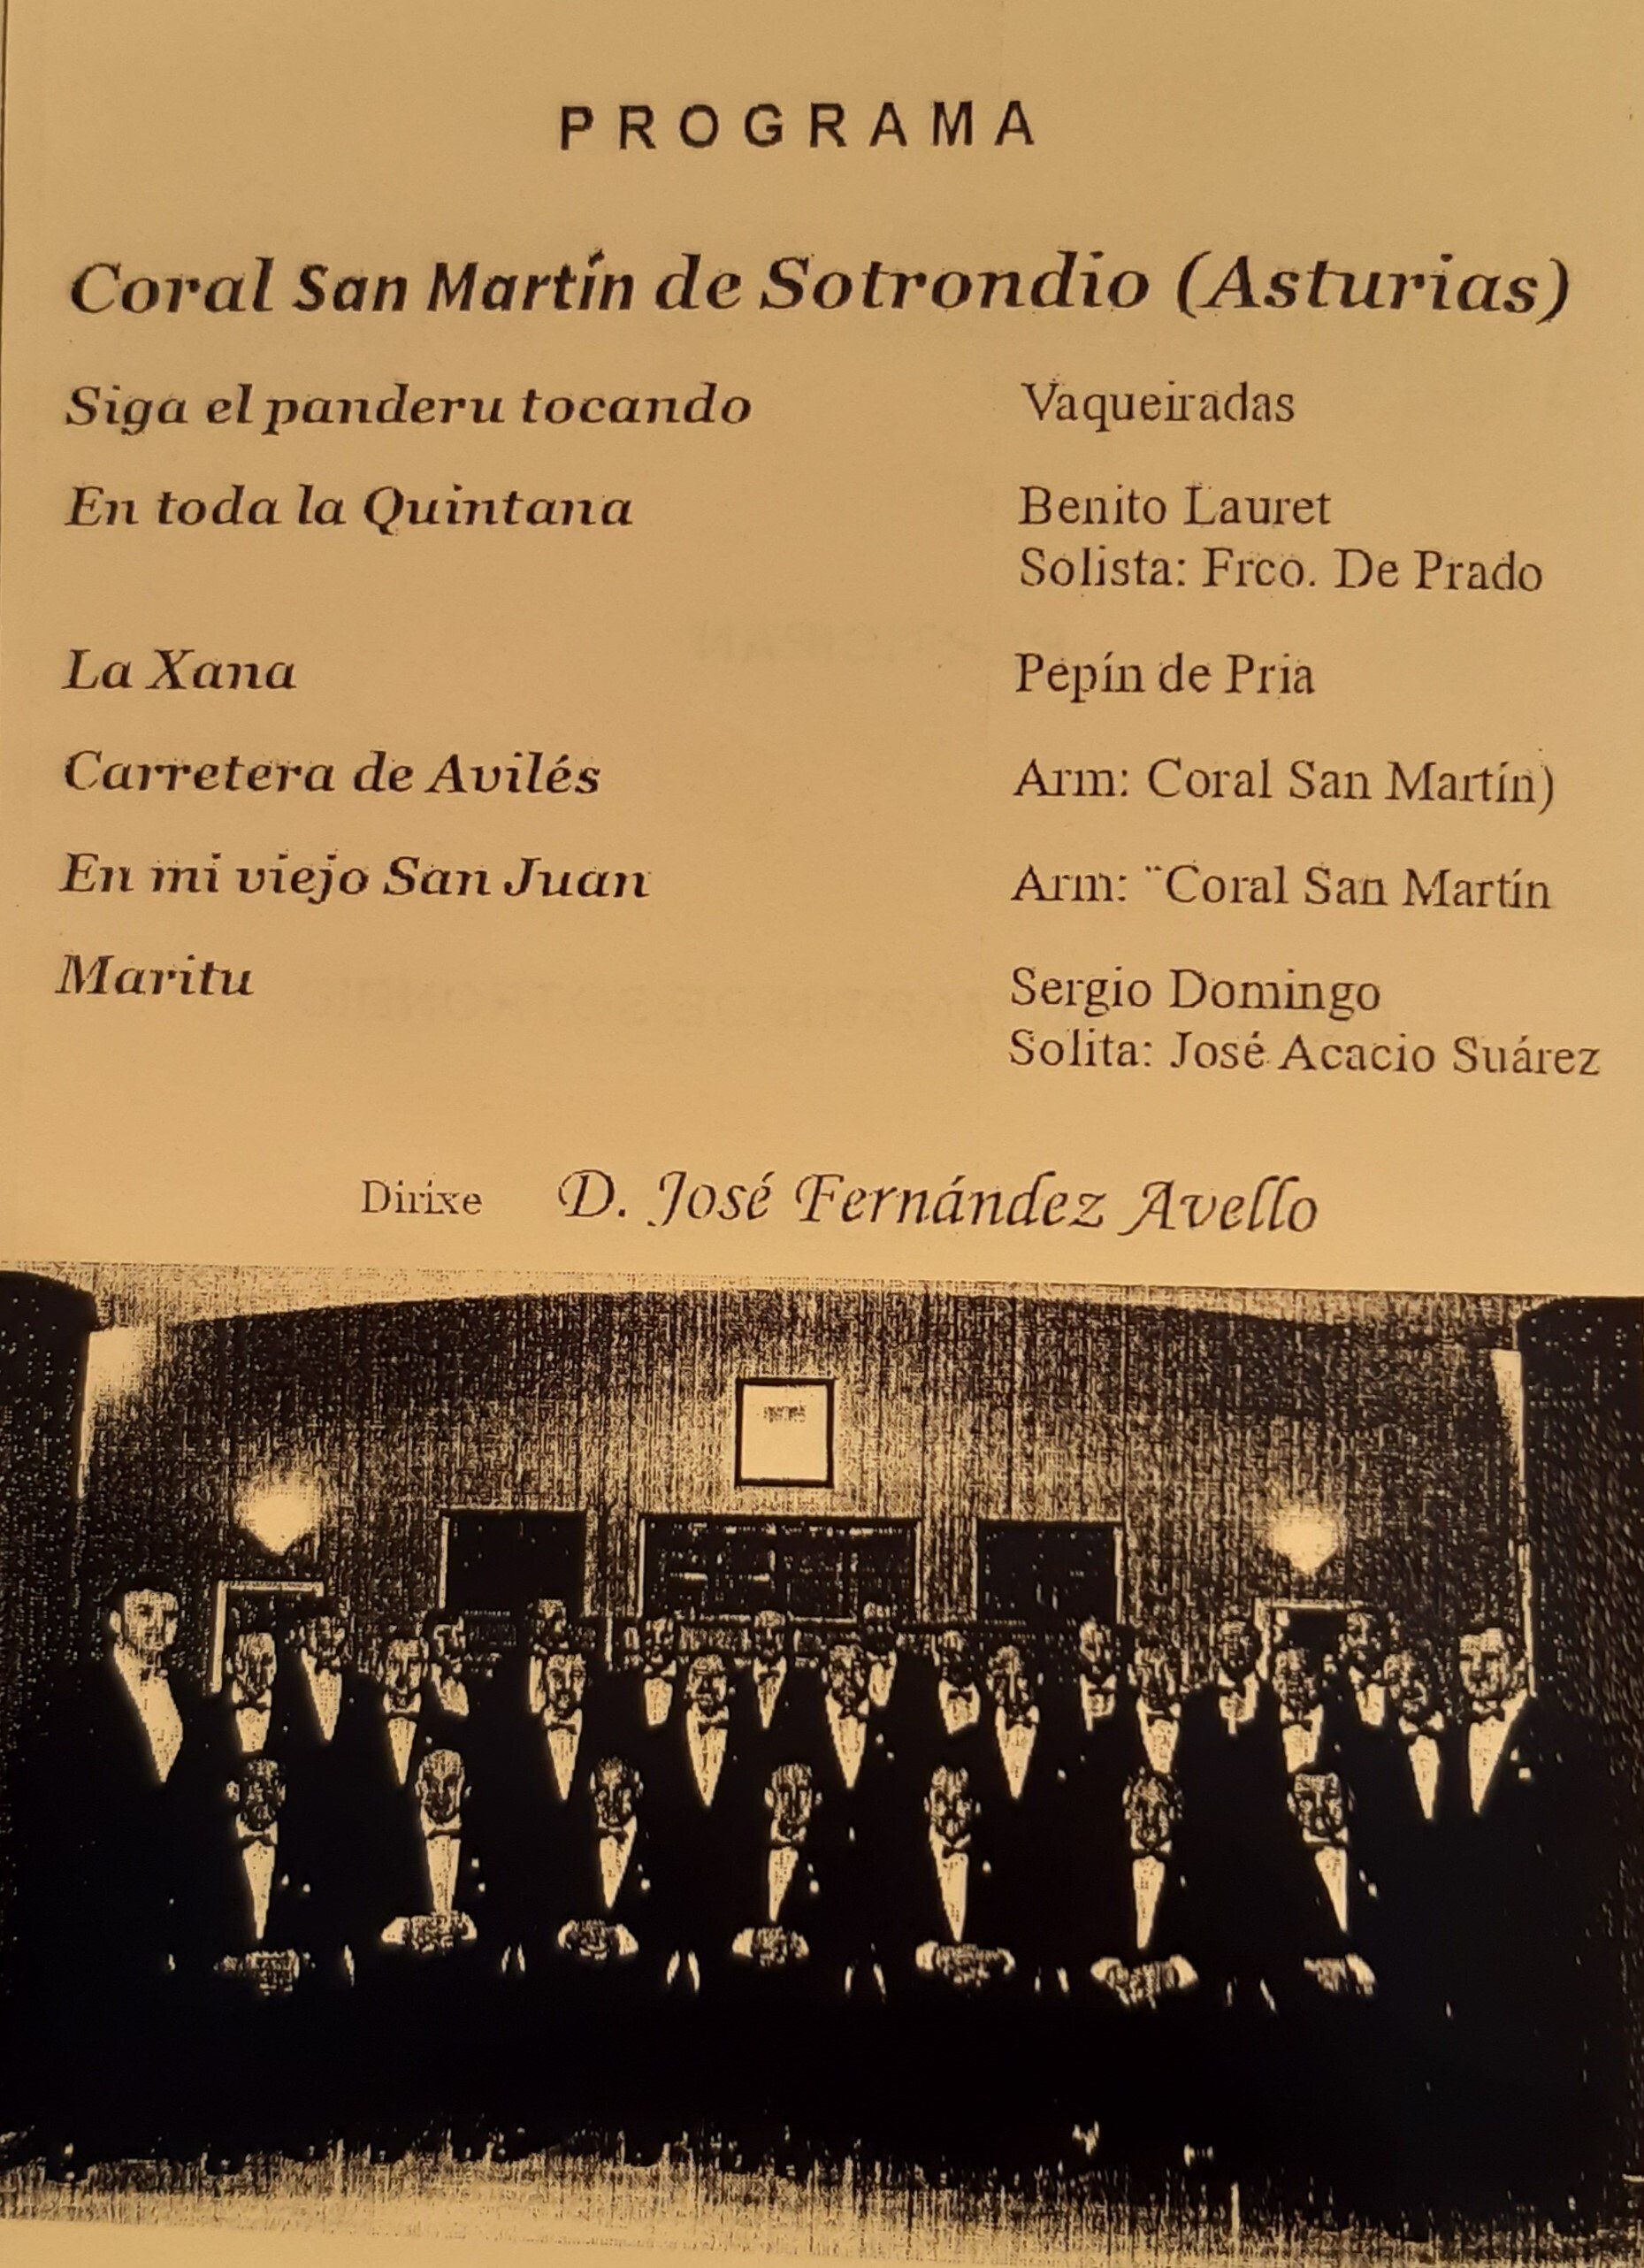 PROGRAMA
Coral San Martín de Sotrondio (Asturias)
Siga el panderu tocando Vaqueiradas
En toda la Quintana Benito Lauret
Solista: Frco. De Prado
La Xana Pepín de Pria
Carretera de Avilés Arm: Coral San Martín)
En mi viejo San Juan Arm: ¨Coral San Martín
Maritu Sergio Domingo
Solita: José Acacio Suárez
Dirixe D. José Fernández Avello